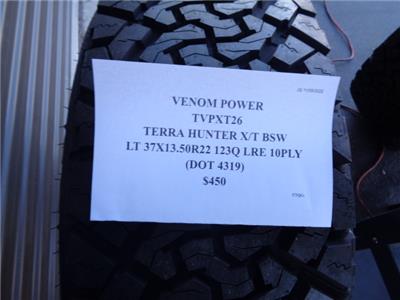 VENOM POWER
TVPXT26
TERRA HUNTER X/T BSW
LT 37X13.50R22 123Q LRE 10PLY
(DOT 4319)
$450